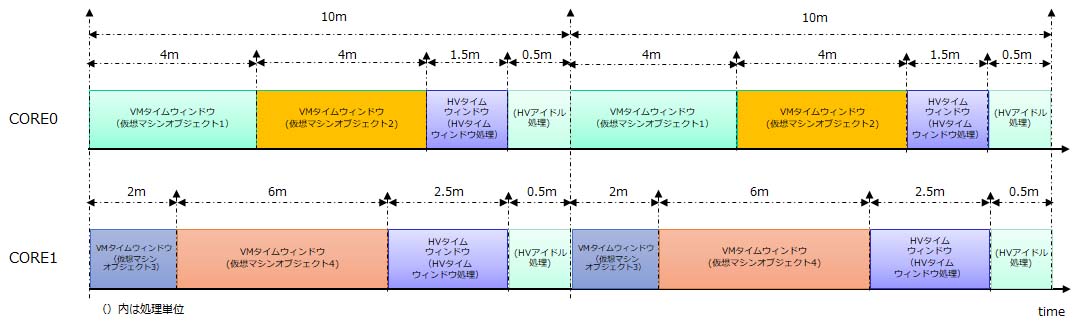 10m 10m
4m 4m 1.5m 0.5m 4m 4m 1.5m 0.5m
CORE0
VMタイムウィンドウ
（仮想マシンオブジェクト1）
VMタイムウィンドウ
(仮想マシンオブジェクト2)
HVタイム
ウィンドウ
（HVタイム
ウィンドウ処理）
(HVアイドル
処理)
VMタイムウィンドウ
（仮想マシンオブジェクト1）
VMタイムウィンドウ
(仮想マシンオブジェクト2)
HVタイム
ウィンドウ
（HVタイム
ウィンドウ処理）
(HVアイドル
処理)
2m 6m 2.5m 0.5m 2m 6m 2.5m 0.5m
CORE1
VMタイムウィンドウ
（仮想マシン
オブジェクト3）
VMタイムウィンドウ
(仮想マシンオブジェクト4)
HVタイム
ウィンドウ
（HVタイム
ウィンドウ処理）
(HVアイドル
処理)
VMタイムウィンドウ
（仮想マシン
オブジェクト3）
VMタイムウィンドウ
(仮想マシンオブジェクト4)
HVタイム
ウィンドウ
（HVタイム
ウィンドウ処理）
(HVアイドル
処理)
（）内は処理単位
time